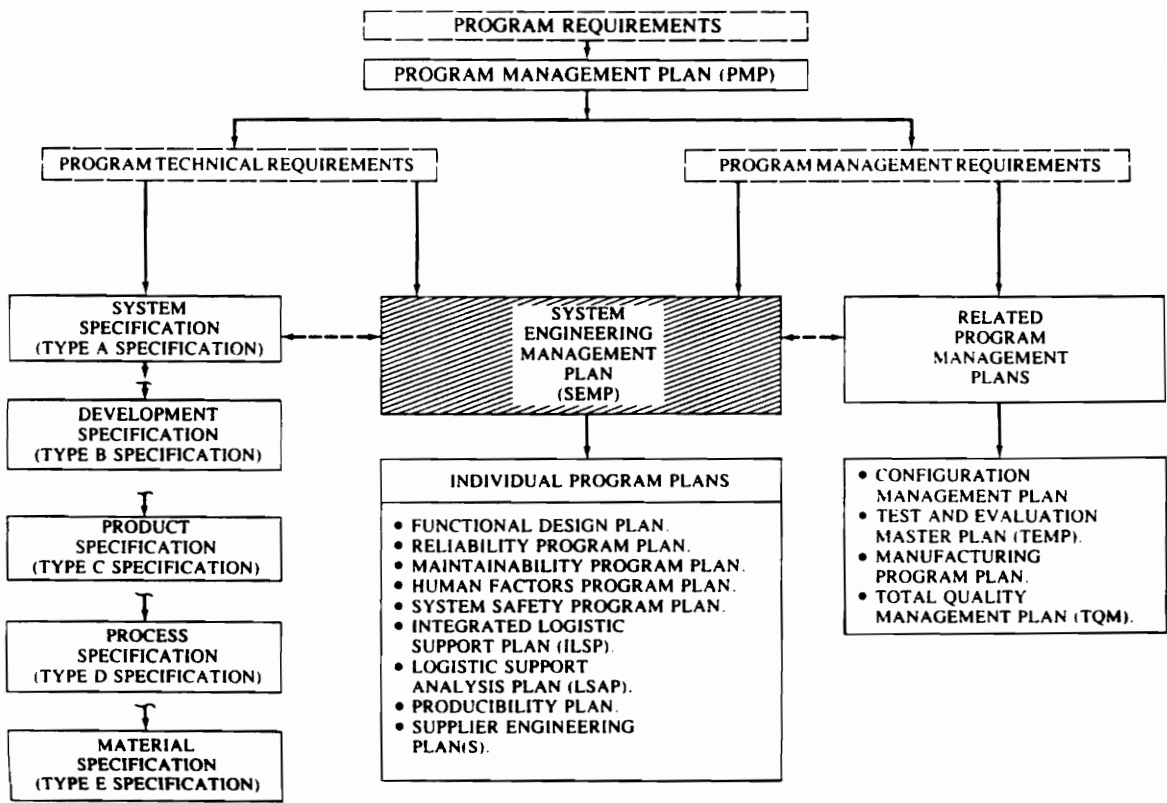 PROGRAM REQUIREMENTS
PROGRAM MANAGEMENT PLAN (PMP)
PROGRAM TECHNICAL REQUIREMENTS
PROGRAM MANAGEMENT REQUIREMENTS
SYSTEM
SPECIFICATION
(TYPE A SPECIFICATION)
DEVELOPMENT
SPECIFICATION
(TYPE B SPECIFICATION)
PRODUCT
SPECIFICATION
(TYPE C SPECIFICATION)
PROCESS
SPECIFICATION
(TYPE D SPECIFICATION)
MATERIAL
SPECIFICATION
(TYPE E SPECIFICATION)
SYSTEM
ENGINEERING
MANAGEMENT
PLAN
(SEMP)
INDIVIDUAL PROGRAM PLANS
• FUNCTIONAL DESIGN PLAN.
• RELIABILITY PROGRAM PLAN.
• MAINTAINABILITY PROGRAM PLAN.
• HUMAN FACTORS PROGRAM PLAN.
• SYSTEM SAFETY PROGRAM PLAN.
• INTEGRATED LOGISTIC
SUPPORT PLAN (ILSP).
• LOGISTIC SUPPORT
ANALYSIS PLAN (LSAP).
• PRODUCIBILITY PLAN.
• SUPPLIER ENGINEERING
PLAN(S).
RELATED
PROGRAM
MANAGEMENT
PLANS
• CONFIGURATION
MANAGEMENT PLAN
• TEST AND EVALUATION
MASTER PLAN (TEMP).
• MANUFACTURING
PROGRAM PLAN.
• TOTAL QUALITY
MANAGEMENT PLAN (TQM).